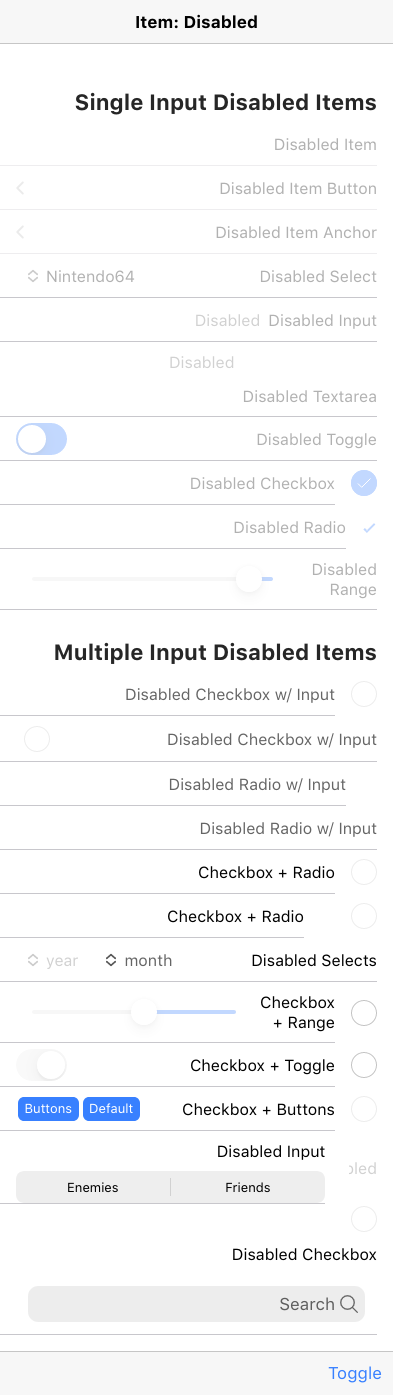 Item: Disabled
Single Input Disabled Items
Disabled Item
Disabled Item Button
Disabled Item Anchor
Disabled Select Nintendo64
Disabled Input Disabled
Disabled
Disabled Textarea
Disabled Toggle
Disabled Checkbox
Disabled Radio
Disabled
Range
Multiple Input Disabled Items
Disabled Checkbox w/ Input
Disabled Checkbox w/ Input
Disabled Radio w/ Input
Disabled Radio w/ Input
Checkbox + Radio
Checkbox + Radio
Disabled Selects month year
Checkbox
+ Range
Checkbox + Toggle
Checkbox + Buttons Default Buttons
Disabled Input
Friends Enemies
Disabled Checkbox
Search
Toggle